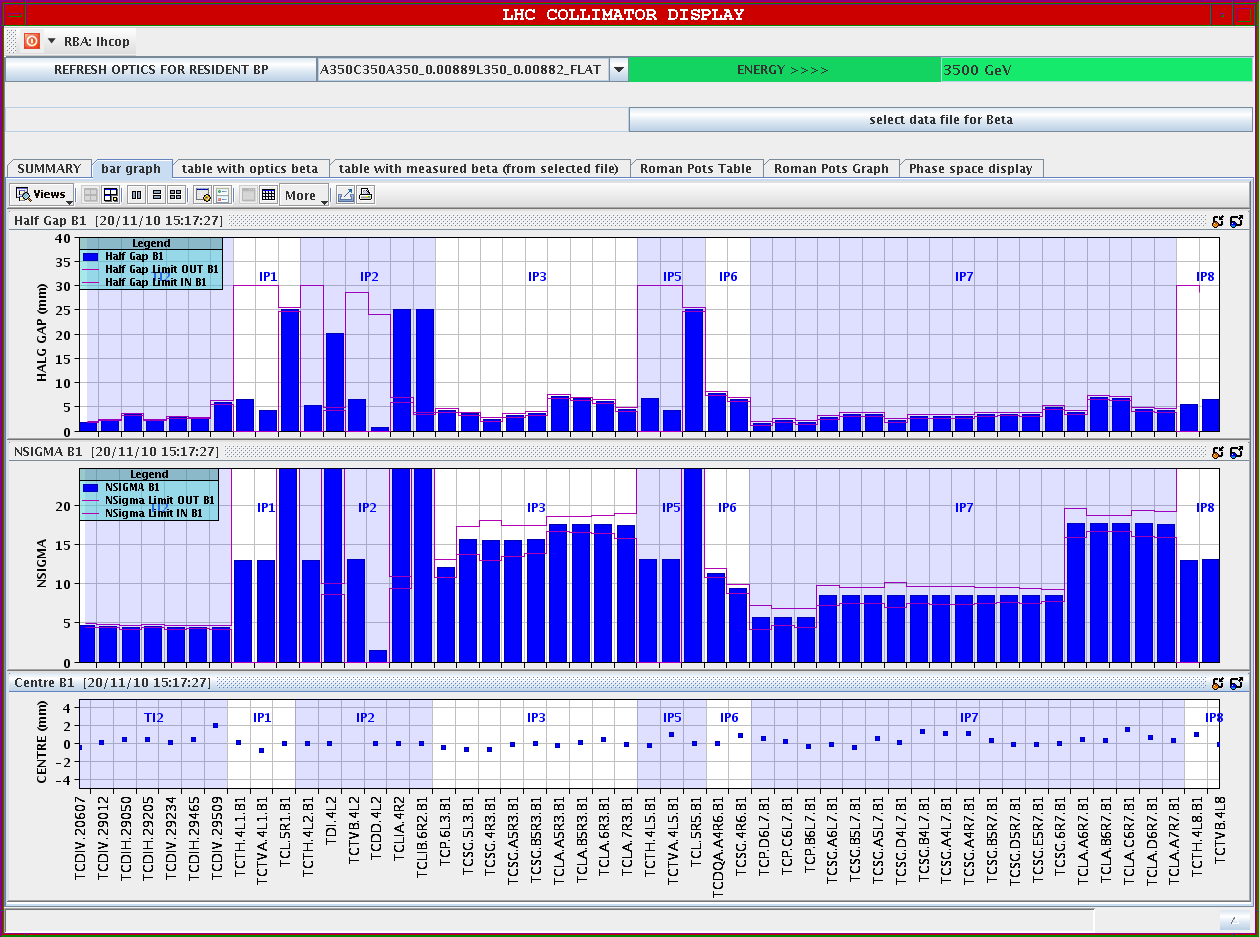 LHC COLLIMATOR DISPLAY
RBA: lhcop
REFRESH OPTICS FOR RESIDENT BP A350C350A350_0.00889L350_0.00882_FLAT ENERGY >>>> 3500 GeV
select data file for Beta
SUMMARY bar graph table with optics beta table with measured beta (from selected file) Roman Pots Table Roman Pots Graph Phase space display
Views More
Half Gap B1 [20/11/10 15:17:27]
HALG GAP (mm)
40
35
30
25
20
15
10
5
0
Legend
Half Gap B1
Half Gap Limit OUT B1
Half Gap Limit IN B1
IP1 IP2 IP3 IP5 IP6 IP7 IP8
NSIGMA B1 [20/11/10 15:17:27]
NSIGMA
20
15
10
5
0
Legend
NSIGMA B1
NSigma Limit OUT B1
NSigma Limit IN B1
IP1 IP2 IP3 IP5 IP6 IP7 IP8
Centre B1 [20/11/10 15:17:27]
CENTRE (mm)
4
2
0
-2
-4
TI2 IP1 IP2 IP3 IP5 IP6 IP7 IP8
TCDIV.20607
TCDIV.29012
TCDIH.29050
TCDIH.29205
TCDIV.29234
TCDIH.29465
TCDIV.29509
TCTH.4L1.B1
TCTVA.4L1.B1
TCL.5R1.B1
TCTH.4L2.B1
TDI.4L2
TCTVB.4L2
TCDD.4L2
TCLIA.4R2
TCLIB.6R2.B1
TCP.6L3.B1
TCSG.5L3.B1
TCSG.4R3.B1
TCSG.A5R3.B1
TCSG.B5R3.B1
TCLA.A5R3.B1
TCLA.B5R3.B1
TCLA.6R3.B1
TCLA.7R3.B1
TCTH.4L5.B1
TCTVA.4L5.B1
TCL.5R5.B1
TCDQA.A4R6.B1
TCSG.4R6.B1
TCP.D6L7.B1
TCP.C6L7.B1
TCP.B6L7.B1
TCSG.A6L7.B1
TCSG.B5L7.B1
TCSG.A5L7.B1
TCSG.D4L7.B1
TCSG.B4L7.B1
TCSG.A4L7.B1
TCSG.A4R7.B1
TCSG.B5R7.B1
TCSG.D5R7.B1
TCSG.E5R7.B1
TCSG.6R7.B1
TCLA.A6R7.B1
TCLA.B6R7.B1
TCLA.C6R7.B1
TCLA.D6R7.B1
TCLA.A7R7.B1
TCTH.4L8.B1
TCTVB.4L8